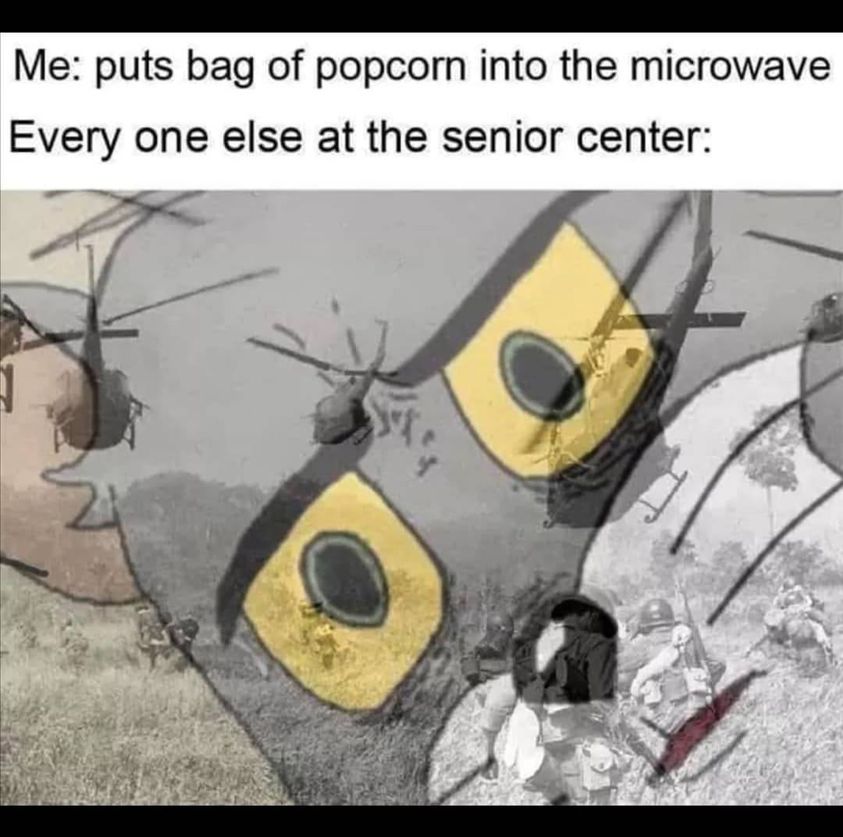 Me: puts bag of popcorn into the microwave
Every one else at the senior center: